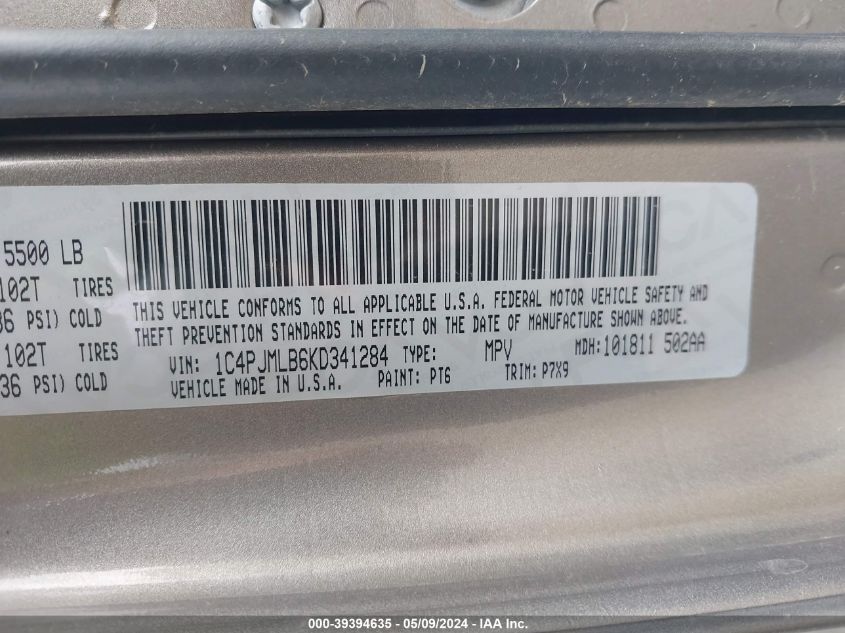 5500 LB
102T TIRES
36 PSI) COLD
102T TIRES
36 PSI) COLD
THIS VEHICLE CONFORMS TO ALL APPLICABLE U.S.A. FEDERAL MOTOR VEHICLE SAFETY AND
THEFT PREVENTION STANDARDS IN EFFECT ON THE DATE OF MANUFACTURE SHOWN ABOVE.
VIN: 1C4PJMLB6KD341284 TYPE: MPV MDH:101811 502AA
VEHICLE MADE IN U.S.A. PAINT: PT6 TRIM: P7X9
000-39394635 - 05/09/2024 - IAA Inc.